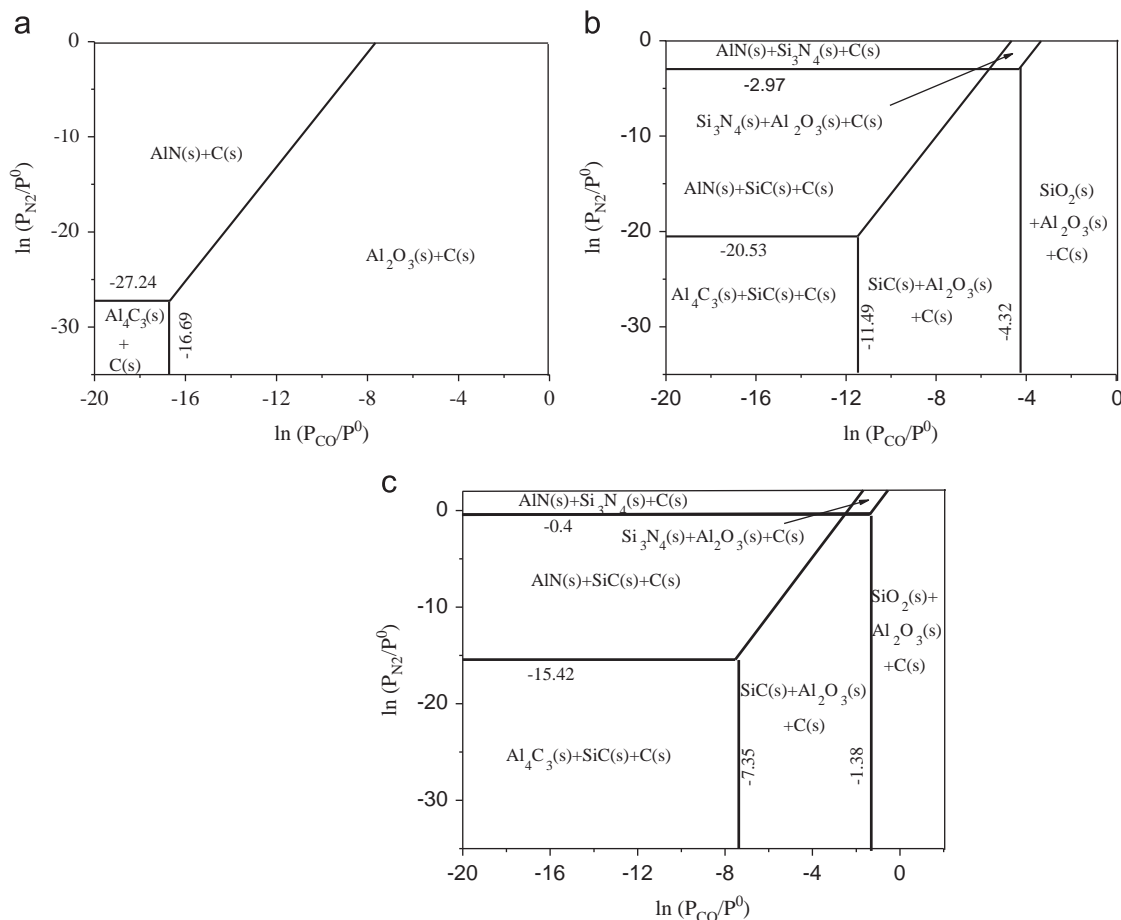 a
0
-10
-20
-30
ln (P_N2/P^0)
AlN(s)+C(s)
Al_2O_3(s)+C(s)
-27.24
Al_4C_3(s)
+
C(s)
-16.69
-20
-16
-12
-8
-4
0
ln (P_CO/P^0)
b
0
-10
-20
-30
ln (P_N2/P^0)
AlN(s)+Si_3N_4(s)+C(s)
-2.97
Si_3N_4(s)+Al_2O_3(s)+C(s)
AlN(s)+SiC(s)+C(s)
SiO_2(s)
+Al_2O_3(s)
+C(s)
-20.53
Al_4C_3(s)+SiC(s)+C(s)
SiC(s)+Al_2O_3(s)
+C(s)
-11.49
-4.32
-20
-16
-12
-8
-4
0
ln (P_CO/P^0)
c
0
-10
-20
-30
ln (P_N2/P^0)
AlN(s)+Si_3N_4(s)+C(s)
-0.4
Si_3N_4(s)+Al_2O_3(s)+C(s)
AlN(s)+SiC(s)+C(s)
SiO_2(s)+
Al_2O_3(s)
+C(s)
-15.42
SiC(s)+Al_2O_3(s)
+C(s)
Al_4C_3(s)+SiC(s)+C(s)
-7.35
-1.38
-20
-16
-12
-8
-4
0
ln (P_CO/P^0)